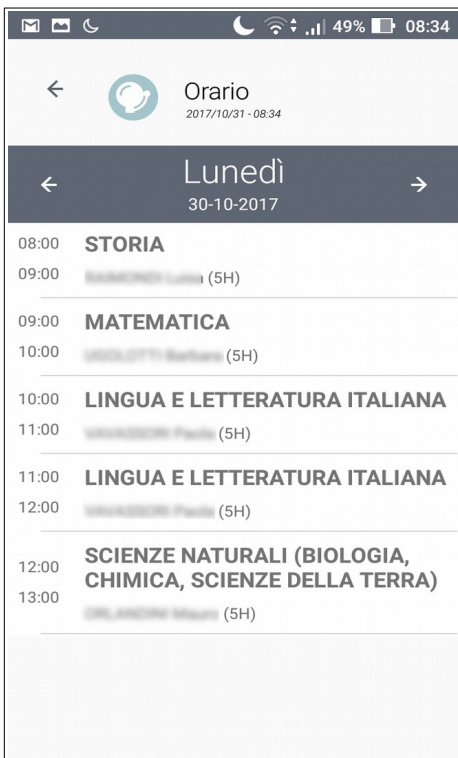 49% 08:34
Orario
2017/10/31 - 08:34
Lunedì
30-10-2017
08:00 STORIA
09:00 (5H)
09:00 MATEMATICA
10:00 (5H)
10:00 LINGUA E LETTERATURA ITALIANA
11:00 (5H)
11:00 LINGUA E LETTERATURA ITALIANA
12:00 (5H)
12:00 SCIENZE NATURALI (BIOLOGIA,
CHIMICA, SCIENZE DELLA TERRA)
13:00 (5H)